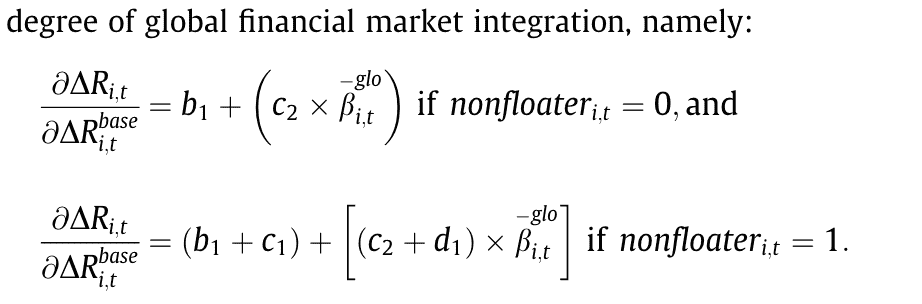 degree of global financial market integration, namely:
∂ΔR_{i,t} / ∂ΔR^{base}_{i,t} = b_1 + (c_2 × β̄^{glo}_{i,t}) if nonfloater_{i,t} = 0, and
∂ΔR_{i,t} / ∂ΔR^{base}_{i,t} = (b_1 + c_1) + [(c_2 + d_1) × β̄^{glo}_{i,t}] if nonfloater_{i,t} = 1.